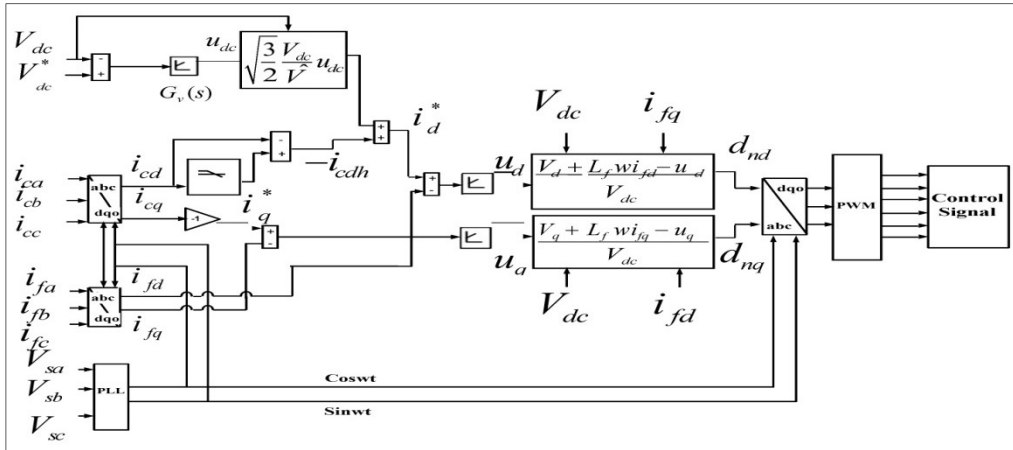 V_dc
V*_dc
-
+
G_v(s)
u_dc
√(3/2) V_dc/V̂ u_dc
i_ca
i_cb
i_cc
abc
dqo
i_cd
i_cq
-1
-
+
-i_cdh
+
+
i*_d
i*_q
+
-
+
-
i_fa
i_fb
i_fc
abc
dqo
i_fd
i_fq
V_sa
V_sb
V_sc
PLL
Coswt
Sinwt
u_d
u_a
V_dc
i_fq
V_d + L_f w i_fd - u_d
V_dc
V_q + L_f w i_fq - u_q
V_dc
V_dc
i_fd
d_nd
d_nq
dqo
abc
PWM
Control
Signal